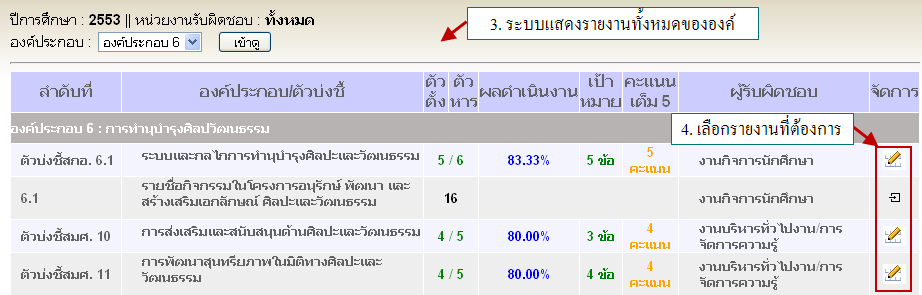 ปีการศึกษา : 2553 || หน่วยงานรับผิดชอบ : ทั้งหมด
องค์ประกอบ : องค์ประกอบ 6 เข้าดู
3. ระบบแสดงรายงานทั้งหมดขององค์
ลำดับที่ องค์ประกอบ/ตัวบ่งชี้ ตัวตั้ง ตัวหาร ผลดำเนินงาน เป้าหมาย คะแนนเต็ม 5 ผู้รับผิดชอบ จัดการ
องค์ประกอบ 6 : การทำนุบำรุงศิลปวัฒนธรรม
4. เลือกรายงานที่ต้องการ
ตัวบ่งชี้สกอ. 6.1 ระบบและกลไกการทำนุบำรุงศิลปะและวัฒนธรรม 5 / 6 83.33% 5 ข้อ 5 คะแนน งานกิจการนักศึกษา
6.1 รายชื่อกิจกรรมในโครงการอนุรักษ์ พัฒนา และ
สร้างเสริมเอกลักษณ์ ศิลปะและวัฒนธรรม 16 งานกิจการนักศึกษา
ตัวบ่งชี้สมศ. 10 การส่งเสริมและสนับสนุนด้านศิลปะและวัฒนธรรม 4 / 5 80.00% 3 ข้อ 4 คะแนน งานบริหารทั่วไปงาน/การ
จัดการความรู้
ตัวบ่งชี้สมศ. 11 การพัฒนาสุนทรียภาพในมิติทางศิลปะและ
วัฒนธรรม 4 / 5 80.00% 4 ข้อ 4 คะแนน งานบริหารทั่วไปงาน/การ
จัดการความรู้